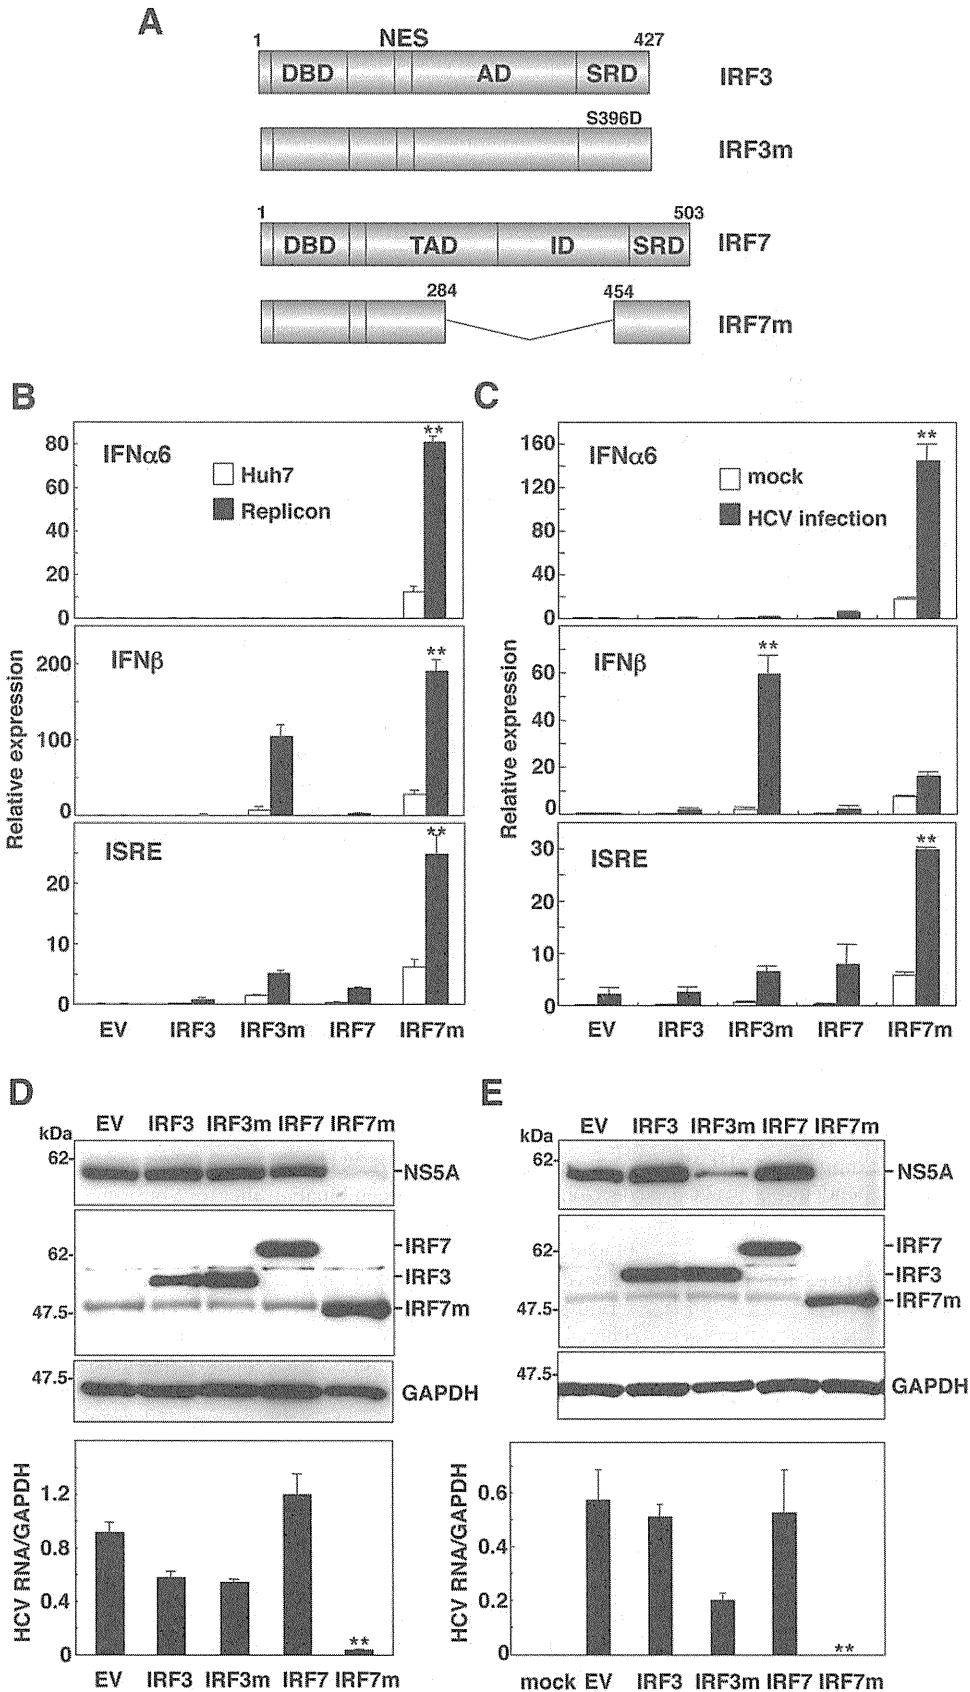 A
1 NES 427
DBD AD SRD IRF3
S396D
IRF3m
1 503
DBD TAD ID SRD IRF7
284 454
IRF7m
B
Relative expression
IFNα6
Huh7
Replicon
80
60
40
20
0
**
IFNβ
200
100
0
**
ISRE
20
10
0
**
EV IRF3 IRF3m IRF7 IRF7m
C
Relative expression
IFNα6
mock
HCV infection
160
120
80
40
0
**
IFNβ
60
40
20
0
**
ISRE
30
20
10
0
**
EV IRF3 IRF3m IRF7 IRF7m
D
EV IRF3 IRF3m IRF7 IRF7m
kDa
62- -NS5A
-IRF7
62-
-IRF3
47.5- -IRF7m
47.5-
GAPDH
HCV RNA/GAPDH
1.2
0.8
0.4
0
**
EV IRF3 IRF3m IRF7 IRF7m
E
EV IRF3 IRF3m IRF7 IRF7m
kDa
62- -NS5A
62- -IRF7
-IRF3
47.5- -IRF7m
47.5-
GAPDH
HCV RNA/GAPDH
0.6
0.4
0.2
0
**
mock EV IRF3 IRF3m IRF7 IRF7m